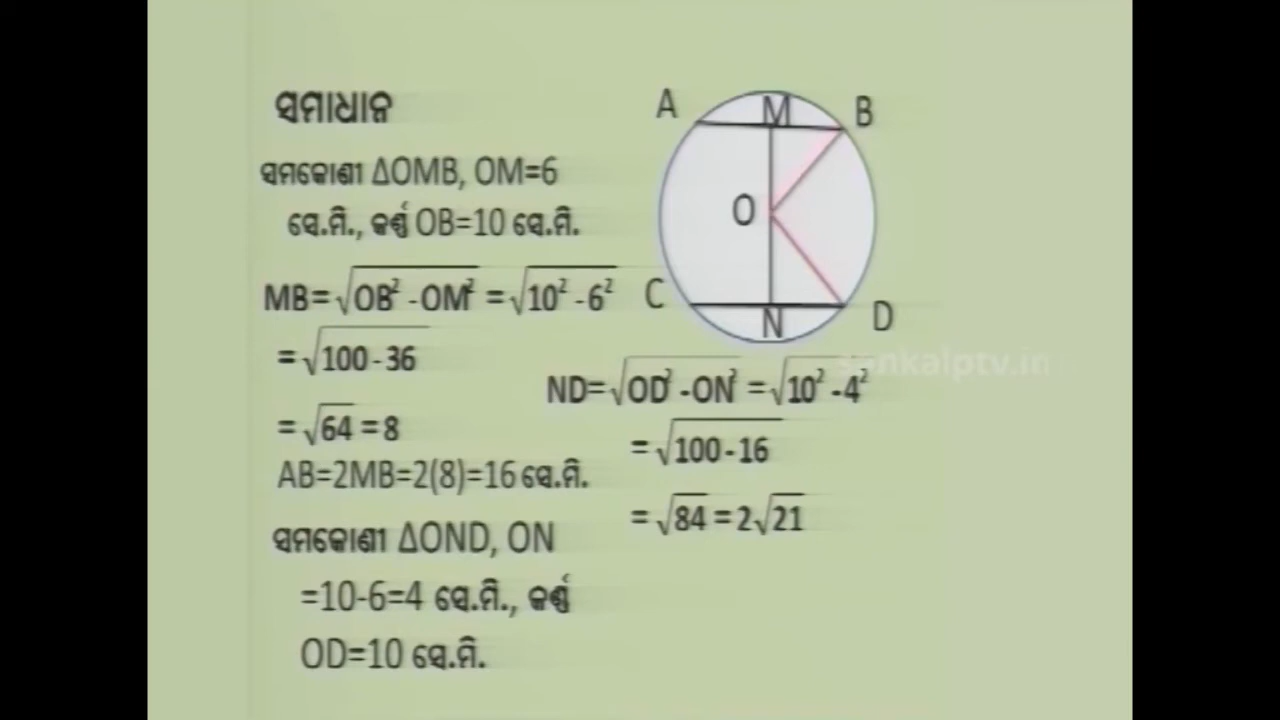 ସମାଧାନ
ସମକୋଣୀ ΔOMB, OM=6
ସେ.ମି., କର୍ଣ୍ଣ OB=10 ସେ.ମି.
MB=√OB² -OM² =√10² -6²
=√100-36
=√64=8
AB=2MB=2(8)=16 ସେ.ମି.
ସମକୋଣୀ ΔOND, ON
=10-6=4 ସେ.ମି., କର୍ଣ୍ଣ
OD=10 ସେ.ମି.
A
M
B
O
C
N
D
sankalptv.in
ND=√OD² -ON² =√10² -4²
=√100-16
=√84=2√21